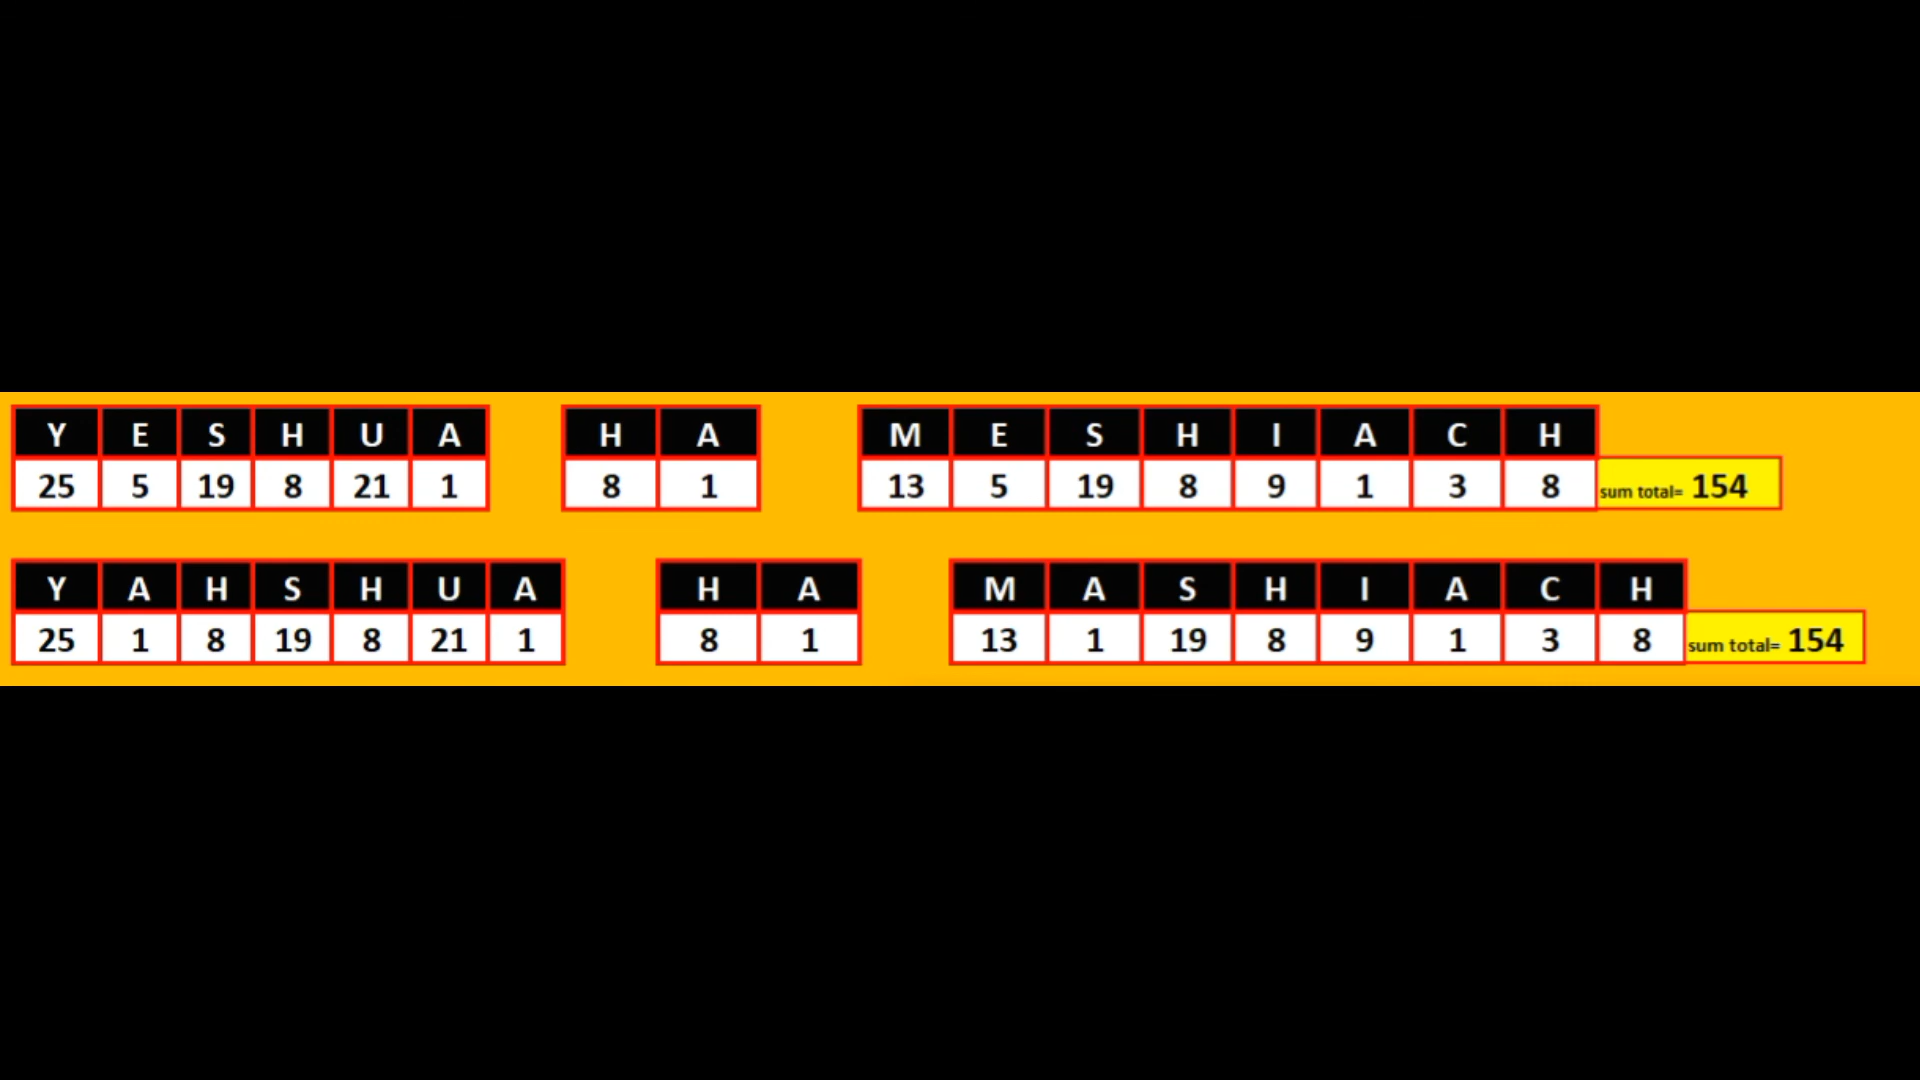 Y E S H U A H A M E S H I A C H
25 5 19 8 21 1 8 1 13 5 19 8 9 1 3 8 sum total= 154
Y A H S H U A H A M A S H I A C H
25 1 8 19 8 21 1 8 1 13 1 19 8 9 1 3 8 sum total= 154